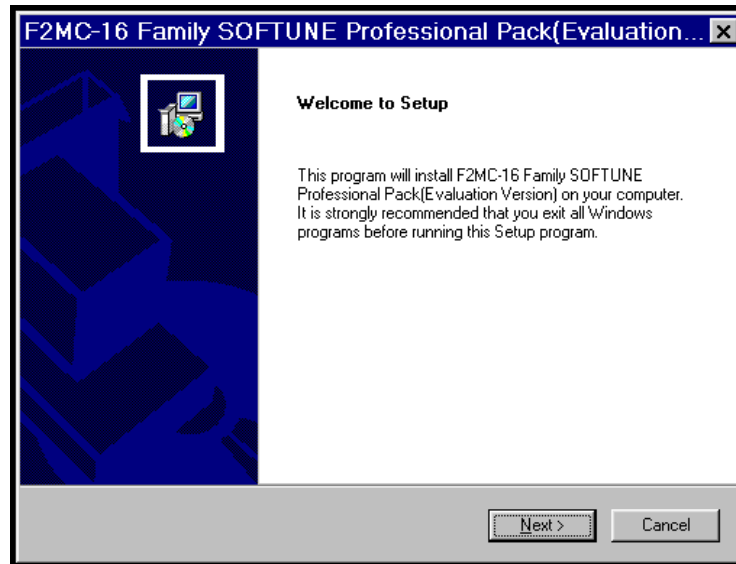 F2MC-16 Family SOFTUNE Professional Pack(Evaluation...
Welcome to Setup
This program will install F2MC-16 Family SOFTUNE
Professional Pack(Evaluation Version) on your computer.
It is strongly recommended that you exit all Windows
programs before running this Setup program.
Next >
Cancel